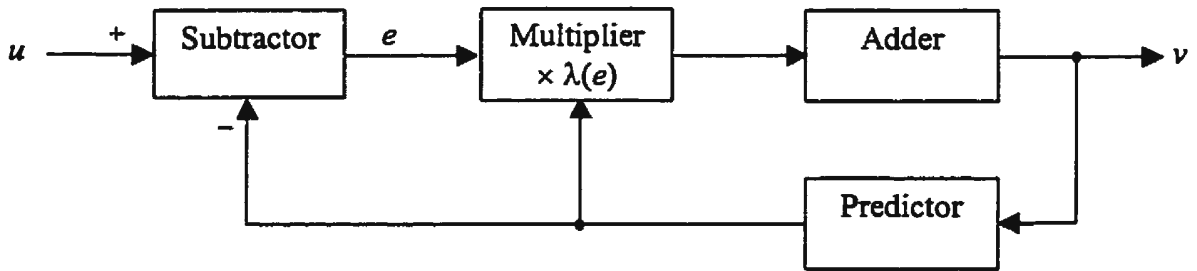 u
+
Subtractor
e
Multiplier
× λ(e)
Adder
v
−
Predictor